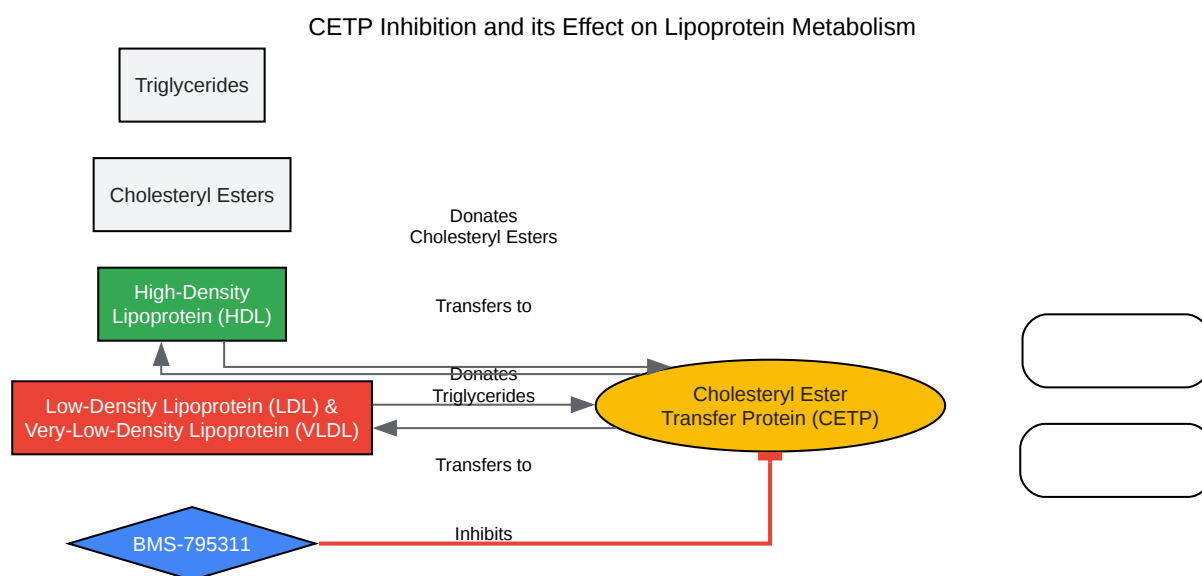 CETP Inhibition and its Effect on Lipoprotein Metabolism
Triglycerides
Cholesteryl Esters
Donates
Cholesteryl Esters
High-Density
Lipoprotein (HDL)
Transfers to
Donates
Triglycerides
Low-Density Lipoprotein (LDL) &
Very-Low-Density Lipoprotein (VLDL)
Cholesteryl Ester
Transfer Protein (CETP)
Transfers to
Inhibits
BMS-795311